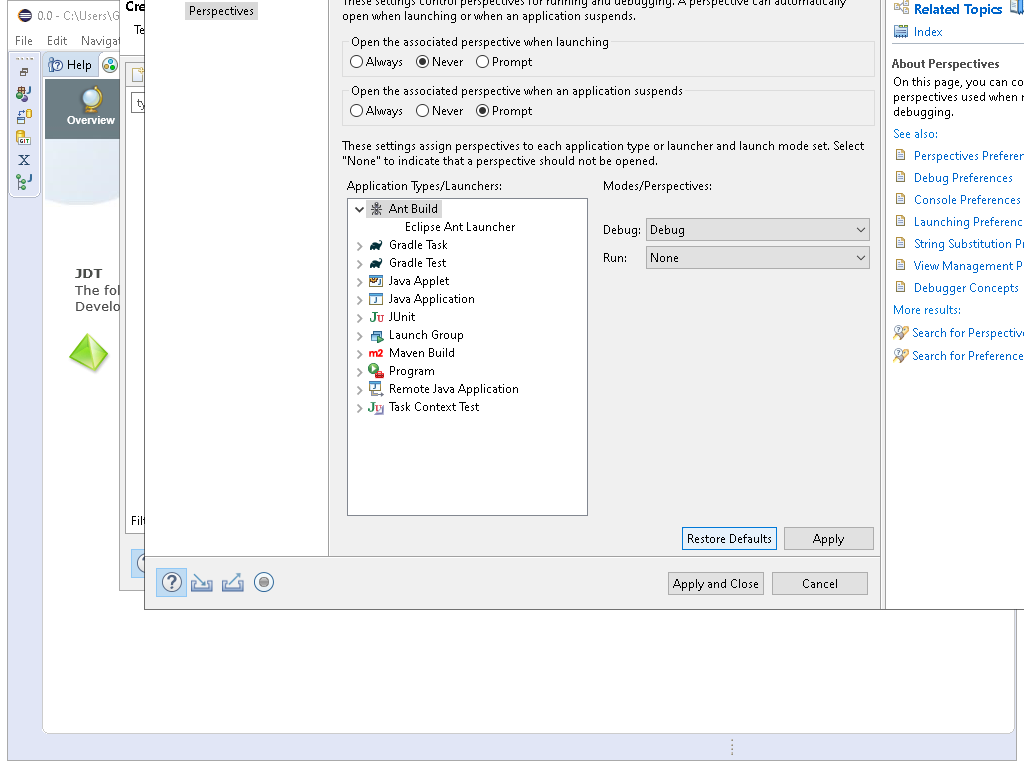 0.0 - C:\Users\G
File Edit Naviga
Help
Overview
JDT
The fol
Develo
Cre
Te
ty
Filt
Perspectives
These settings control perspectives for running and debugging. A perspective can automatically
open when launching or when an application suspends.
Open the associated perspective when launching
Always Never Prompt
Open the associated perspective when an application suspends
Always Never Prompt
These settings assign perspectives to each application type or launcher and launch mode set. Select
"None" to indicate that a perspective should not be opened.
Application Types/Launchers:
Modes/Perspectives:
Ant Build
Eclipse Ant Launcher
Gradle Task
Gradle Test
Java Applet
Java Application
JUnit
Launch Group
Maven Build
Program
Remote Java Application
Task Context Test
Debug: Debug
Run: None
Restore Defaults Apply
Apply and Close Cancel
Related Topics
Index
About Perspectives
On this page, you can co
perspectives used when r
debugging.
See also:
Perspectives Preferen
Debug Preferences
Console Preferences
Launching Preferenc
String Substitution Pr
View Management P
Debugger Concepts
More results:
Search for Perspective
Search for Preference